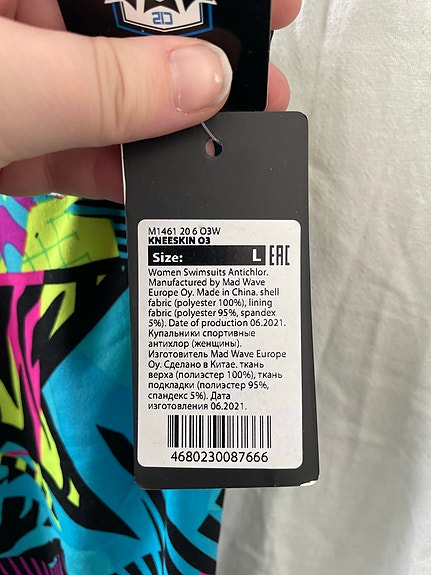 M1461 20 6 O3W
KNEESKIN O3
Size: L EAC
Women Swimsuits Antichlor.
Manufactured by Mad Wave
Europe Oy. Made in China. shell
fabric (polyester 100%), lining
fabric (polyester 95%, spandex
5%). Date of production 06.2021.
Купальники спортивные
антихлор (женщины).
Изготовитель Mad Wave Europe
Oy. Сделано в Китае. ткань
верха (полиэстер 100%), ткань
подкладки (полиэстер 95%,
спандекс 5%). Дата
изготовления 06.2021.
4680230087666